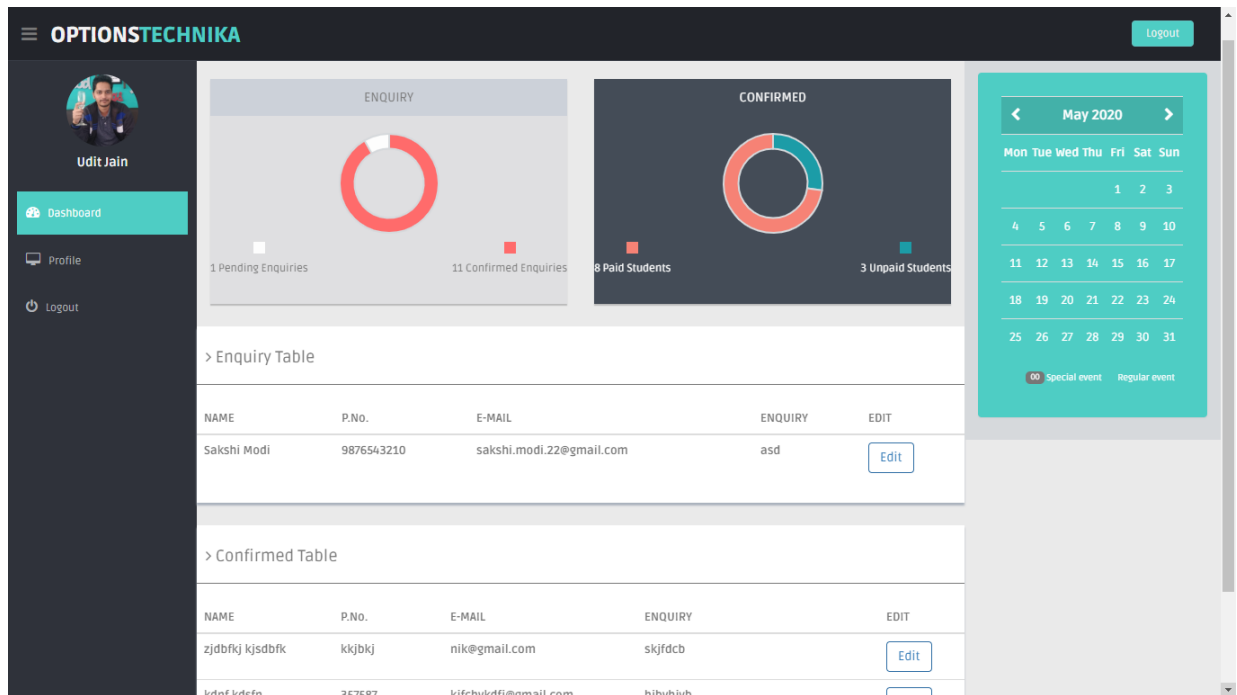 OPTIONSTECHNIKA
Logout
Udit Jain
Dashboard
Profile
Logout
ENQUIRY
1 Pending Enquiries
11 Confirmed Enquiries
CONFIRMED
8 Paid Students
3 Unpaid Students
May 2020
Mon Tue Wed Thu Fri Sat Sun
1 2 3
4 5 6 7 8 9 10
11 12 13 14 15 16 17
18 19 20 21 22 23 24
25 26 27 28 29 30 31
00 Special event Regular event
> Enquiry Table
NAME P.No. E-MAIL ENQUIRY EDIT
Sakshi Modi 9876543210 sakshi.modi.22@gmail.com asd Edit
> Confirmed Table
NAME P.No. E-MAIL ENQUIRY EDIT
zjdbfkj kjsdbfk kkjbkj nik@gmail.com skjfdcb Edit